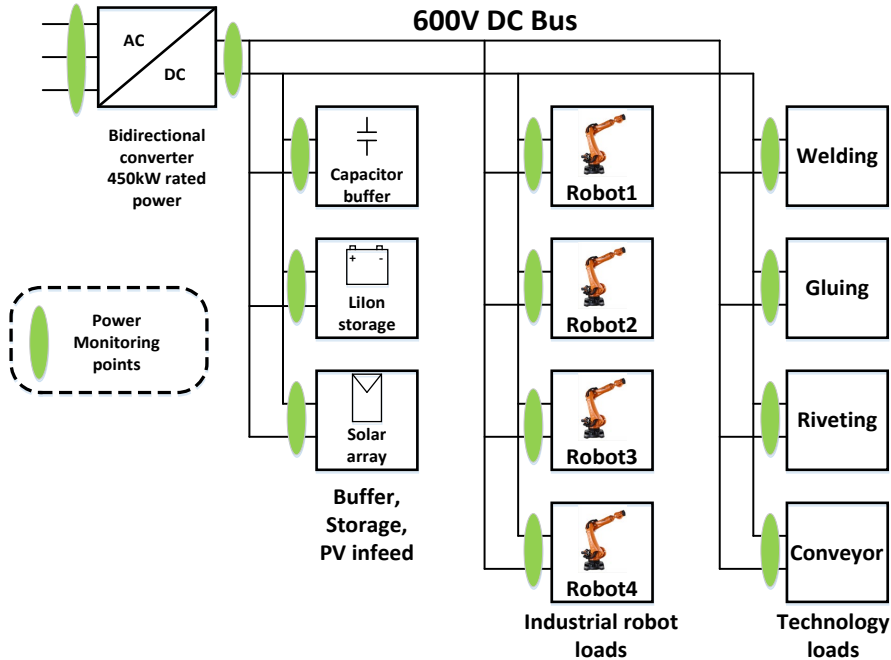 600V DC Bus
AC
DC
Bidirectional
converter
450kW rated
power
Power
Monitoring
points
Capacitor
buffer
+ -
LiIon
storage
Solar
array
Buffer,
Storage,
PV infeed
Robot1
Robot2
Robot3
Robot4
Industrial robot
loads
Welding
Gluing
Riveting
Conveyor
Technology
loads